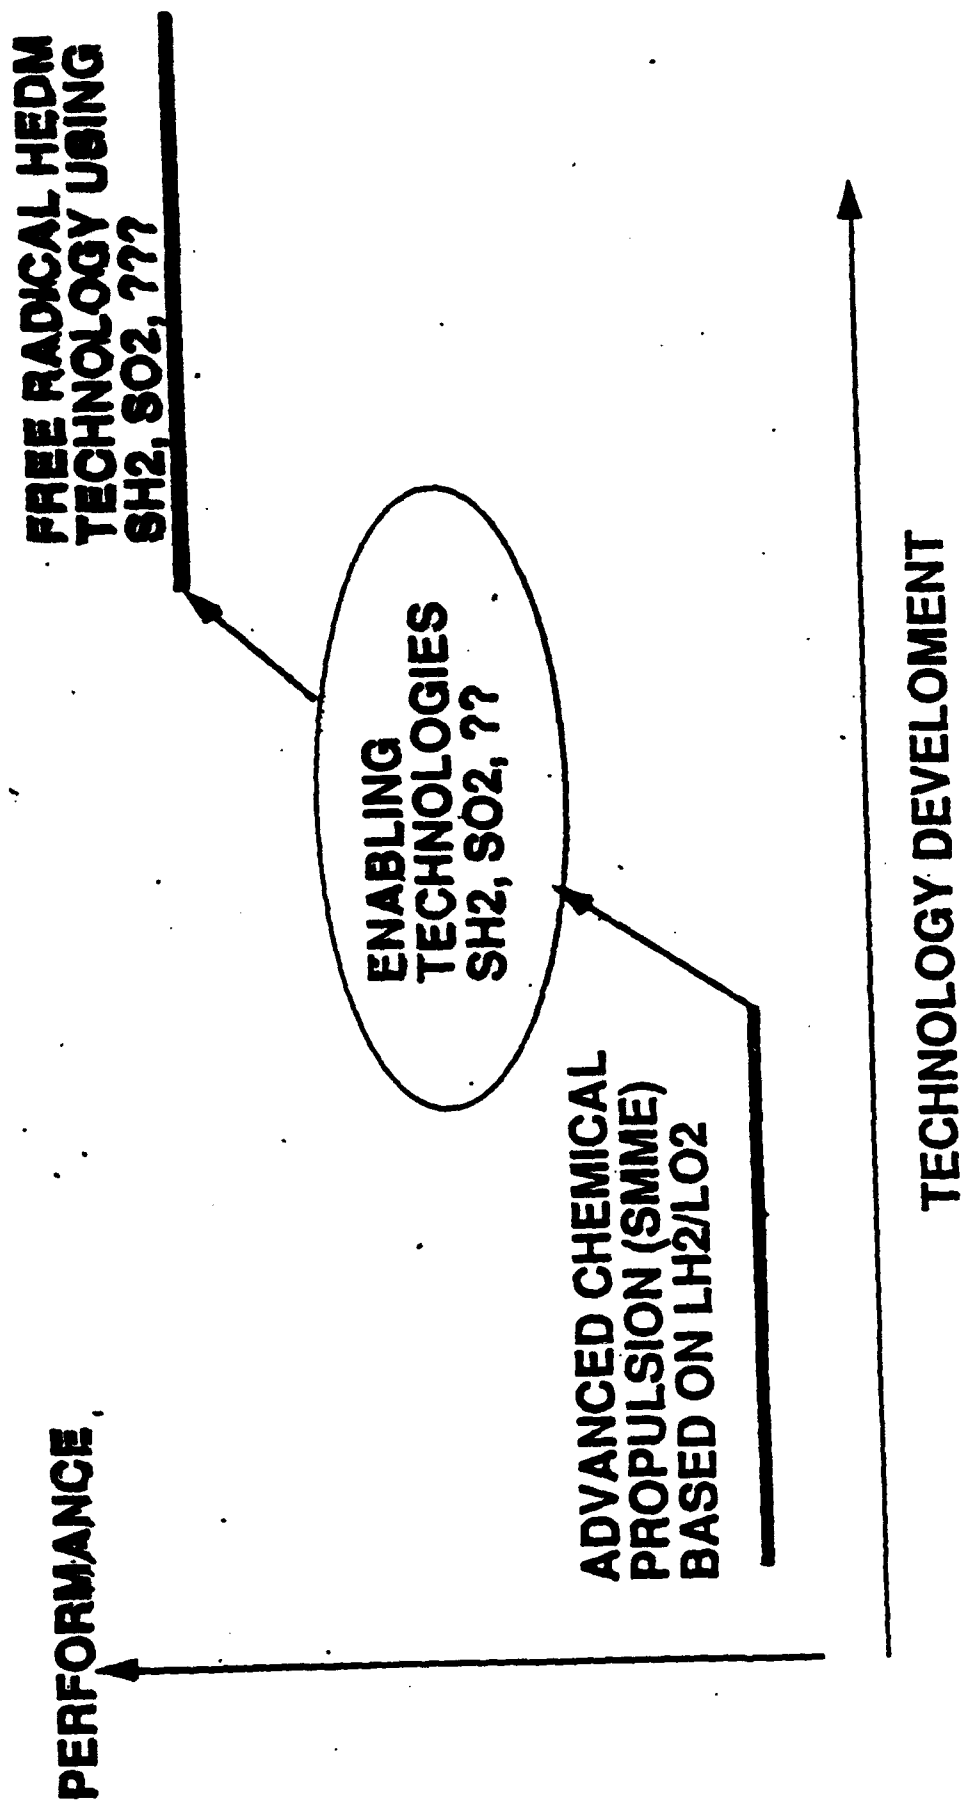 PERFORMANCE
FREE RADICAL HEDM
TECHNOLOGY USING
SH2, SO2, ???
ENABLING
TECHNOLOGIES
SH2, SO2, ??
ADVANCED CHEMICAL
PROPULSION (SMME)
BASED ON LH2/LO2
TECHNOLOGY DEVELOMENT